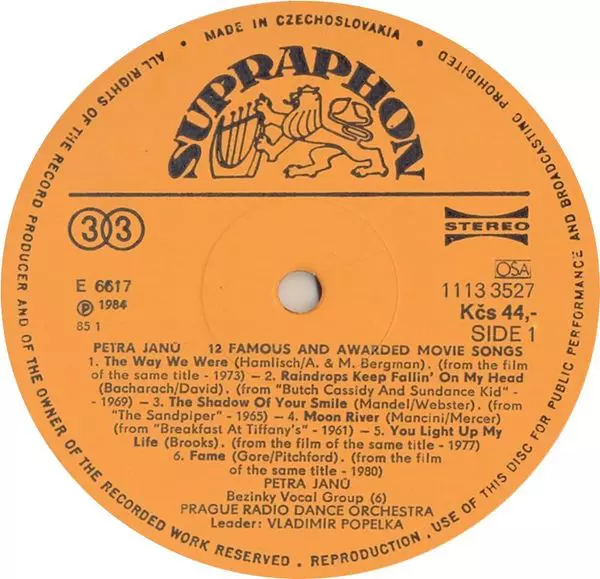 ALL RIGHTS OF THE RECORD PRODUCER AND OF THE OWNER OF THE RECORDED WORK RESERVED . REPRODUCTION, USE OF THIS DISC FOR PUBLIC PERFORMANCE AND BROADCASTING PROHIBITED
• MADE IN CZECHOSLOVAKIA •
SUPRAPHON
33
STEREO
E 6617
OSA
℗ 1984
1113 3527
Kčs 44,-
85 1
SIDE 1
PETRA JANŮ 12 FAMOUS AND AWARDED MOVIE SONGS
1. The Way We Were (Hamlisch/A. & M. Bergman). (from the film
of the same title - 1973) – 2. Raindrops Keep Fallin' On My Head
(Bacharach/David). (from "Butch Cassidy And Sundance Kid" -
- 1969) – 3. The Shadow Of Your Smile (Mandel/Webster). (from
"The Sandpiper" - 1965) – 4. Moon River (Mancini/Mercer)
(from "Breakfast At Tiffany's" - 1961) – 5. You Light Up My
Life (Brooks). (from the film of the same title - 1977)
6. Fame (Gore/Pitchford). (from the film
of the same title - 1980)
PETRA JANŮ
Bezinky Vocal Group (6)
PRAGUE RADIO DANCE ORCHESTRA
Leader: VLADIMIR POPELKA